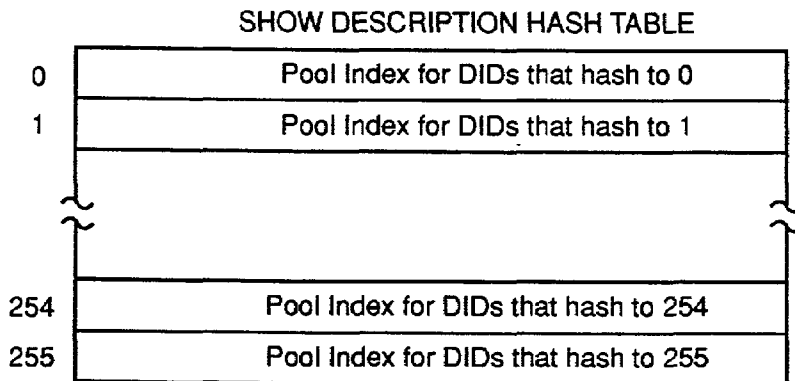 SHOW DESCRIPTION HASH TABLE
0 Pool Index for DIDs that hash to 0
1 Pool Index for DIDs that hash to 1
254 Pool Index for DIDs that hash to 254
255 Pool Index for DIDs that hash to 255